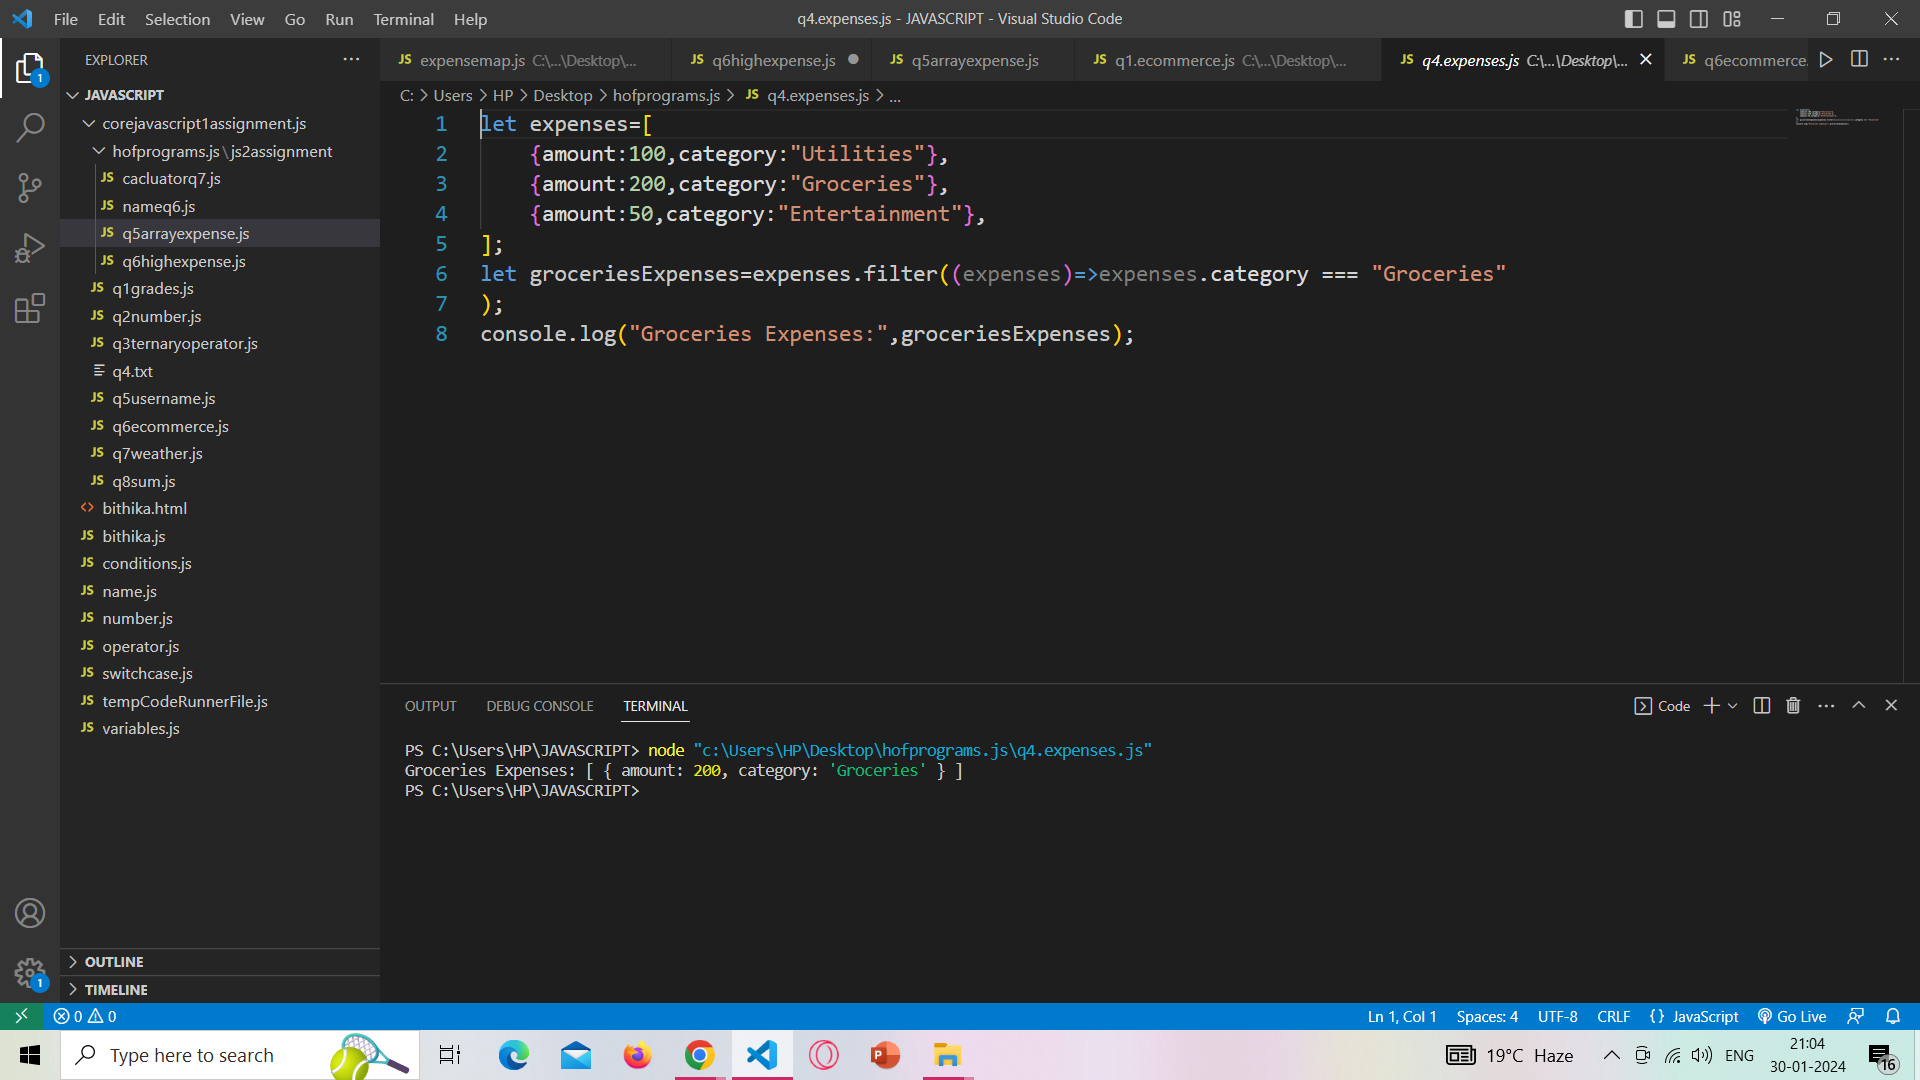 File Edit Selection View Go Run Terminal Help
q4.expenses.js - JAVASCRIPT - Visual Studio Code
EXPLORER
JS expensemap.js C:\...\Desktop\...
JS q6highexpense.js
JS q5arrayexpense.js
JS q1.ecommerce.js C:\...\Desktop\...
JS q4.expenses.js C:\...\Desktop\...
JS q6ecommerce.
C: > Users > HP > Desktop > hofprograms.js > JS q4.expenses.js > ...
JAVASCRIPT
corejavascript1assignment.js
hofprograms.js\js2assignment
JS cacluatorq7.js
JS nameq6.js
JS q5arrayexpense.js
JS q6highexpense.js
JS q1grades.js
JS q2number.js
JS q3ternaryoperator.js
q4.txt
JS q5username.js
JS q6ecommerce.js
JS q7weather.js
JS q8sum.js
<> bithika.html
JS bithika.js
JS conditions.js
JS name.js
JS number.js
JS operator.js
JS switchcase.js
JS tempCodeRunnerFile.js
JS variables.js
OUTLINE
TIMELINE
1 let expenses=[
2 {amount:100,category:"Utilities"},
3 {amount:200,category:"Groceries"},
4 {amount:50,category:"Entertainment"},
5 ];
6 let groceriesExpenses=expenses.filter((expenses)=>expenses.category === "Groceries"
7 );
8 console.log("Groceries Expenses:",groceriesExpenses);
OUTPUT DEBUG CONSOLE TERMINAL
Code
PS C:\Users\HP\JAVASCRIPT> node "c:\Users\HP\Desktop\hofprograms.js\q4.expenses.js"
Groceries Expenses: [ { amount: 200, category: 'Groceries' } ]
PS C:\Users\HP\JAVASCRIPT>
1
1
0 0
Ln 1, Col 1 Spaces: 4 UTF-8 CRLF {} JavaScript Go Live
Type here to search
19°C Haze
ENG
21:04
30-01-2024
16